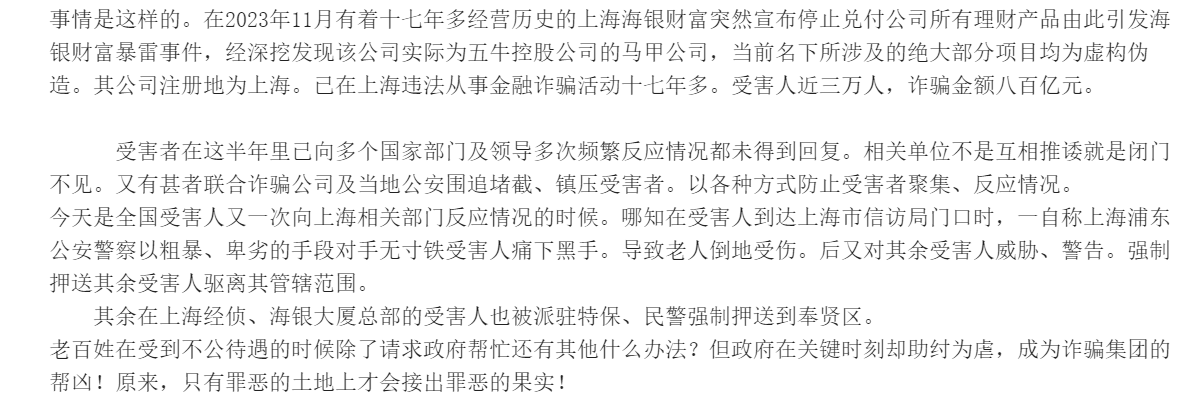 事情是这样的。在2023年11月有着十七年多经营历史的上海海银财富突然宣布停止兑付公司所有理财产品由此引发海
银财富暴雷事件，经深挖发现该公司实际为五牛控股公司的马甲公司，当前名下所涉及的绝大部分项目均为虚构伪
造。其公司注册地为上海。己在上海违法从事金融诈骗活动十七年多。受害人近三万人，诈骗金额八百亿元。
受害者在这半年里已向多个国家部门及领导多次频繁反应情况都未得到回复。相关单位不是互相推诿就是闭门
不见。又有甚者联合诈骗公司及当地公安围追堵截、镇压受害者。以各种方式防止受害者聚集、反应情况。
今天是全国受害人又一次向上海相关部门反应情况的时候。哪知在受害人到达上海市信访局门口时，一自称上海浦东
公安警察以粗暴、卑劣的手段对手无寸铁受害人痛下黑手。导致老人倒地受伤。后又对其余受害人威胁、警告。强制
押送其余受害人驱离其管辖范围。
其余在上海经侦、海银大厦总部的受害人也被派驻特保、民警强制押送到奉贤区。
老百姓在受到不公待遇的时候除了请求政府帮忙还有其他什么办法？但政府在关键时刻却助纣为虐，成为诈骗集团的
帮凶！原来，只有罪恶的土地上才会接出罪恶的果实！